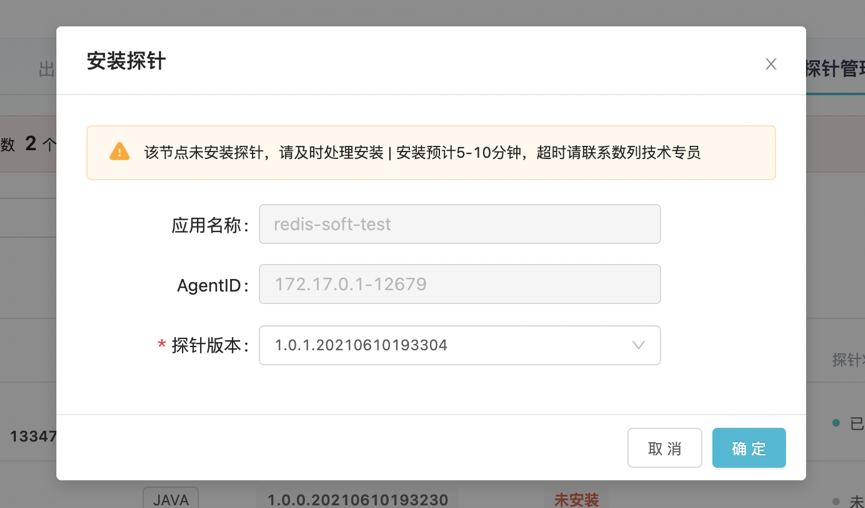 安装探针
出
探针管
数 2 个
该节点未安装探针，请及时处理安装 | 安装预计5-10分钟，超时请联系数列技术专员
应用名称:
redis-soft-test
AgentID:
172.17.0.1-12679
* 探针版本:
1.0.1.20210610193304
探针
13347
已
取 消
确 定
JAVA
1.0.0.20210610193230
未安装
未